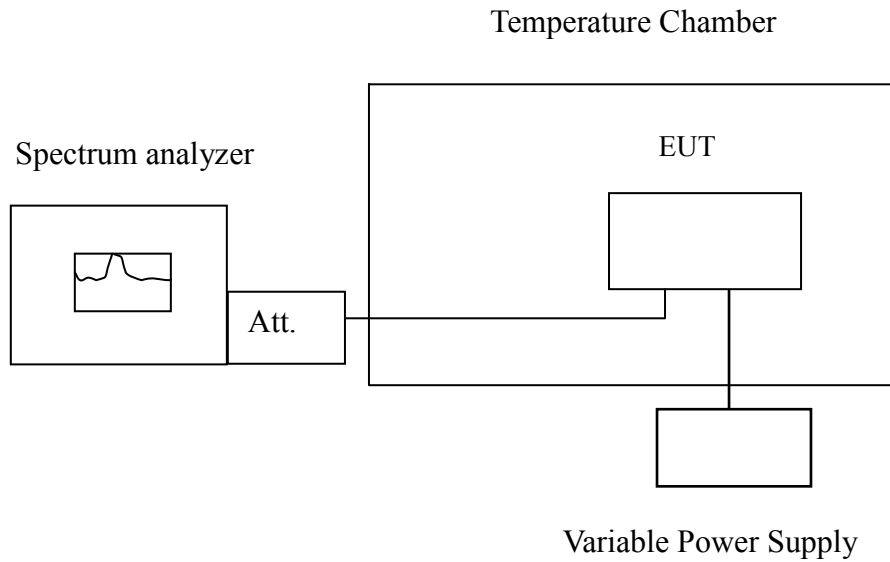 Temperature Chamber
Spectrum analyzer
EUT
Att.
Variable Power Supply